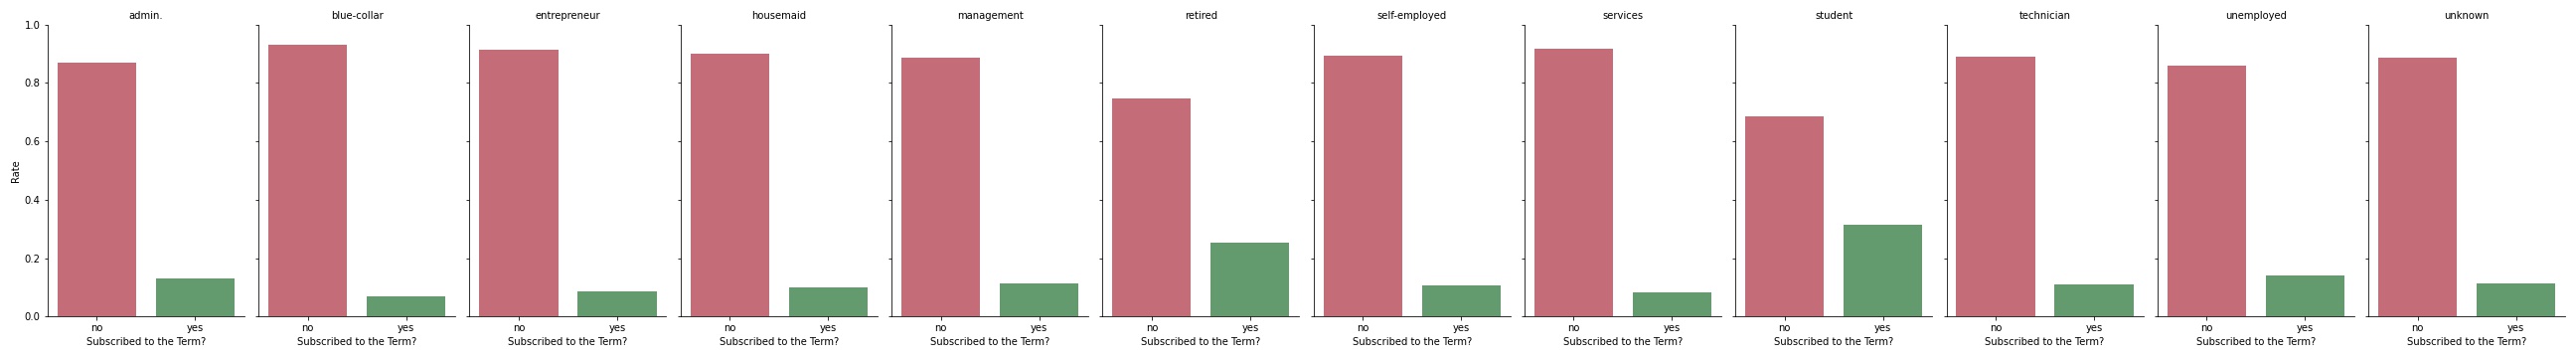 admin. blue-collar entrepreneur housemaid management retired self-employed services student technician unemployed unknown
1.0
0.8
0.6
0.4
0.2
0.0
Rate
no yes no yes no yes no yes no yes no yes no yes no yes no yes no yes no yes no yes
Subscribed to the Term? Subscribed to the Term? Subscribed to the Term? Subscribed to the Term? Subscribed to the Term? Subscribed to the Term? Subscribed to the Term? Subscribed to the Term? Subscribed to the Term? Subscribed to the Term? Subscribed to the Term? Subscribed to the Term?